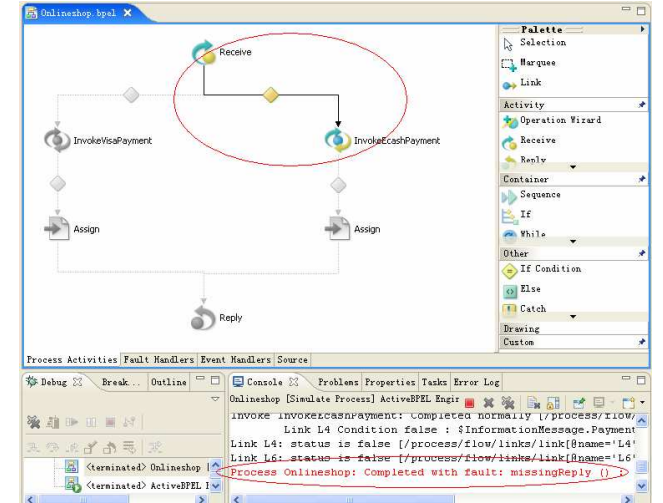 Onlineshop.bpel
Palette
Selection
Marquee
Link
Activity
Operation Wizard
Receive
Reply
Container
Sequence
If
While
Other
If Condition
Else
Catch
Drawing
Custom
Receive
InvokeVisaPayment
InvokeEcashPayment
Assign
Assign
Reply
Process Activities Fault Handlers Event Handlers Source
Debug Break... Outline
Console Problems Properties Tasks Error Log
Onlineshop [Simulate Process] ActiveBPEL Engir
Invoke InvokeEcashPayment: Completed normally [/process/flow/
Link L4 Condition false : $InformationMessage.Payment
Link L4: status is false [/process/flow/links/link[@name='L4'
Link L6: status is false [/process/flow/links/link[@name='L6'
Process Onlineshop: Completed with fault: missingReply () :
<terminated> Onlineshop [
<terminated> ActiveBPEL